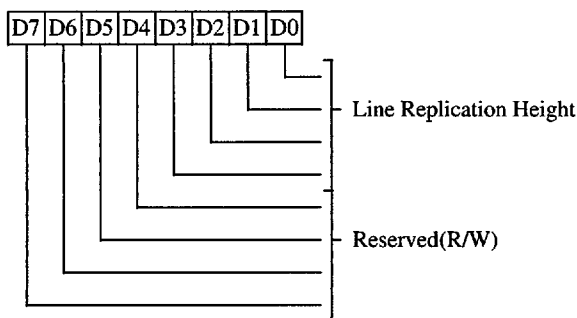 D7 D6 D5 D4 D3 D2 D1 D0
Line Replication Height
Reserved(R/W)